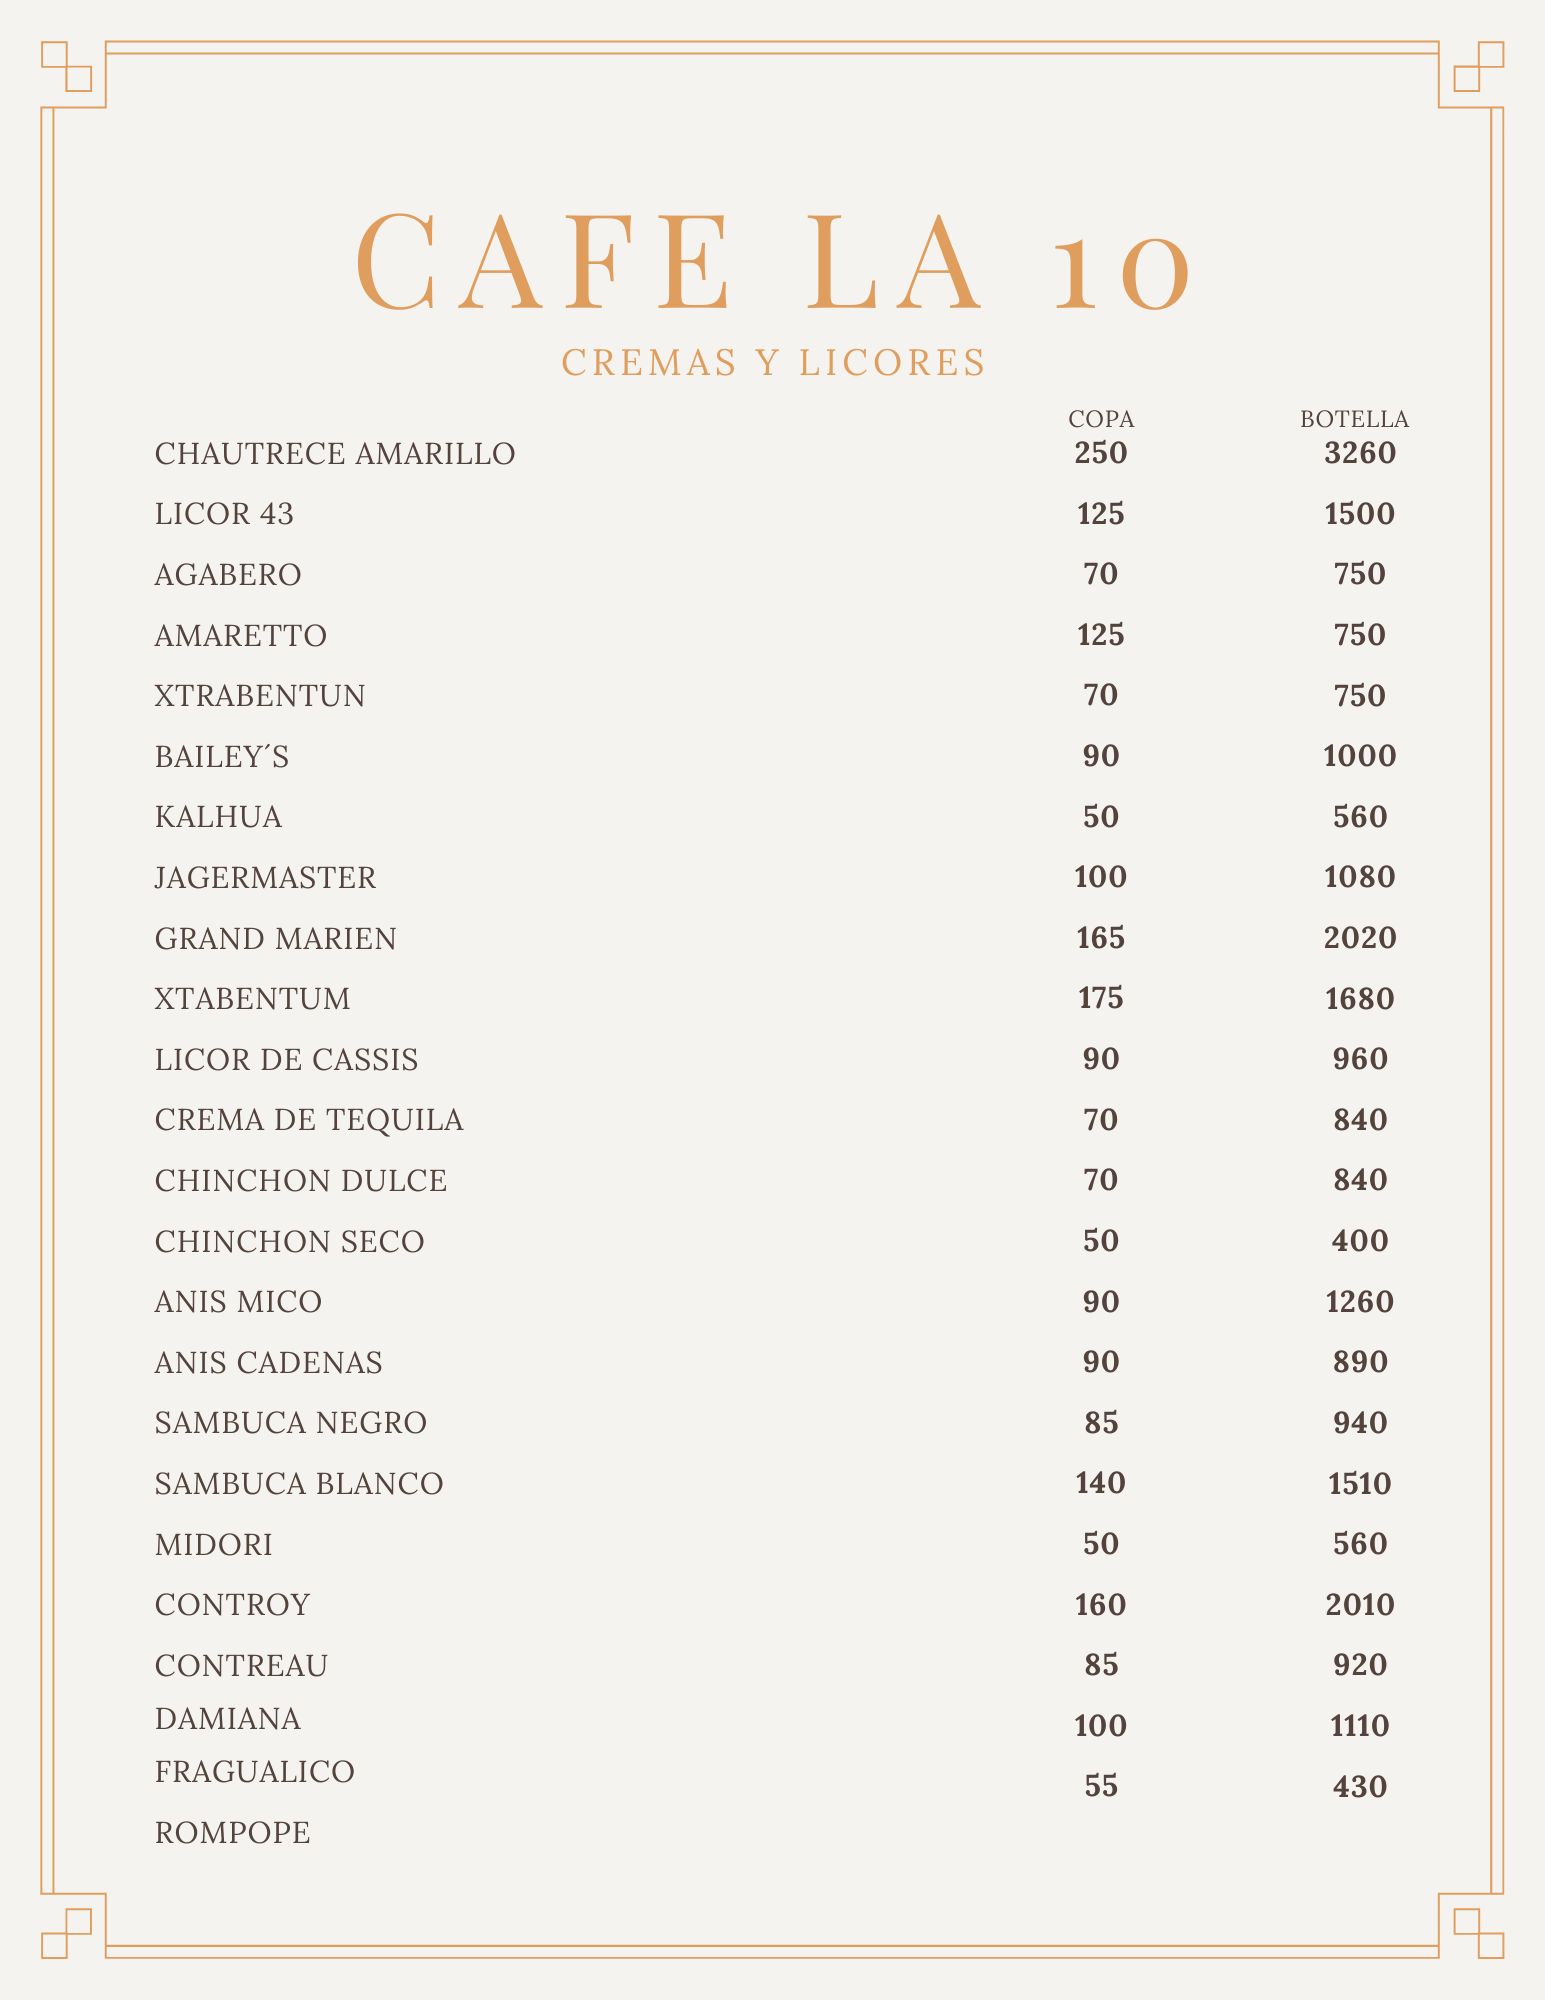 CAFE LA 10
CREMAS Y LICORES
COPA BOTELLA
CHAUTRECE AMARILLO 250 3260
LICOR 43 125 1500
AGABERO 70 750
AMARETTO 125 750
XTRABENTUN 70 750
BAILEY´S 90 1000
KALHUA 50 560
JAGERMASTER 100 1080
GRAND MARIEN 165 2020
XTABENTUM 175 1680
LICOR DE CASSIS 90 960
CREMA DE TEQUILA 70 840
CHINCHON DULCE 70 840
CHINCHON SECO 50 400
ANIS MICO 90 1260
ANIS CADENAS 90 890
SAMBUCA NEGRO 85 940
SAMBUCA BLANCO 140 1510
MIDORI 50 560
CONTROY 160 2010
CONTREAU 85 920
DAMIANA 100 1110
FRAGUALICO 55 430
ROMPOPE